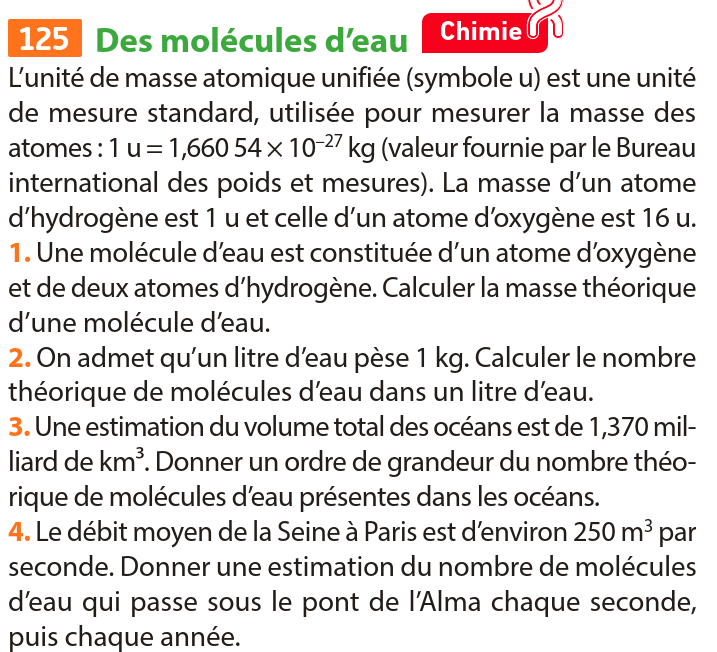 125 Des molécules d’eau Chimie
L’unité de masse atomique unifiée (symbole u) est une unité
de mesure standard, utilisée pour mesurer la masse des
atomes : 1 u = 1,660 54 × 10⁻²⁷ kg (valeur fournie par le Bureau
international des poids et mesures). La masse d’un atome
d’hydrogène est 1 u et celle d’un atome d’oxygène est 16 u.
1. Une molécule d’eau est constituée d’un atome d’oxygène
et de deux atomes d’hydrogène. Calculer la masse théorique
d’une molécule d’eau.
2. On admet qu’un litre d’eau pèse 1 kg. Calculer le nombre
théorique de molécules d’eau dans un litre d’eau.
3. Une estimation du volume total des océans est de 1,370 mil-
liard de km³. Donner un ordre de grandeur du nombre théo-
rique de molécules d’eau présentes dans les océans.
4. Le débit moyen de la Seine à Paris est d’environ 250 m³ par
seconde. Donner une estimation du nombre de molécules
d’eau qui passe sous le pont de l’Alma chaque seconde,
puis chaque année.